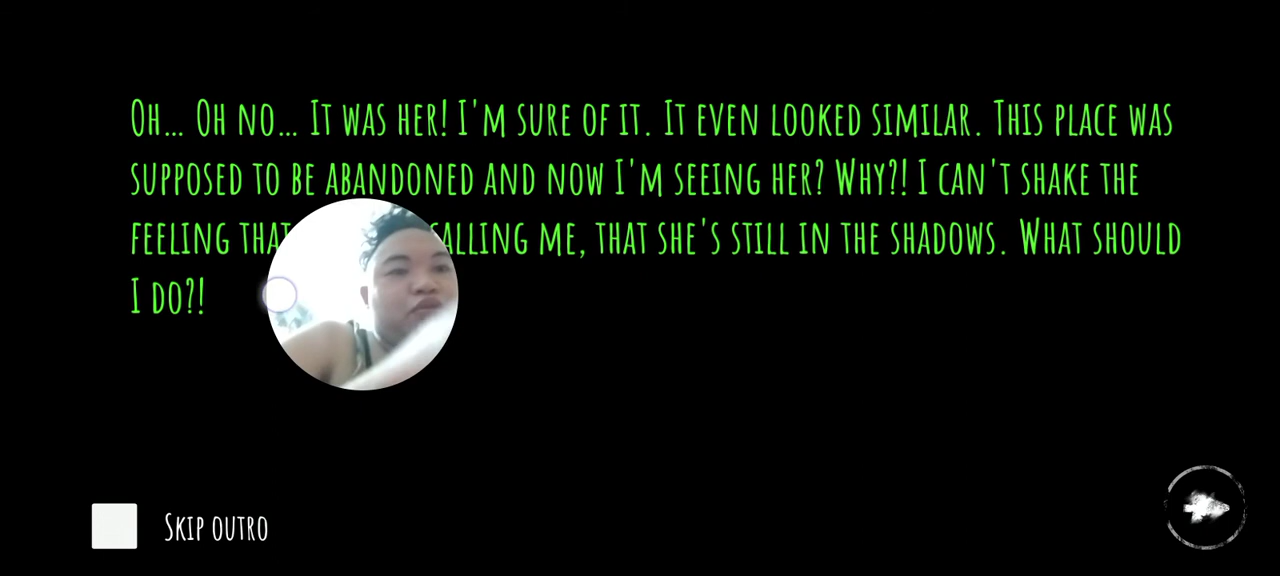 Oh... Oh no... It was her! I'm sure of it. It even looked similar. This place was
supposed to be abandoned and now I'm seeing her? Why?! I can't shake the
feeling that calling me, that she's still in the shadows. What should
I do?!
Skip outro